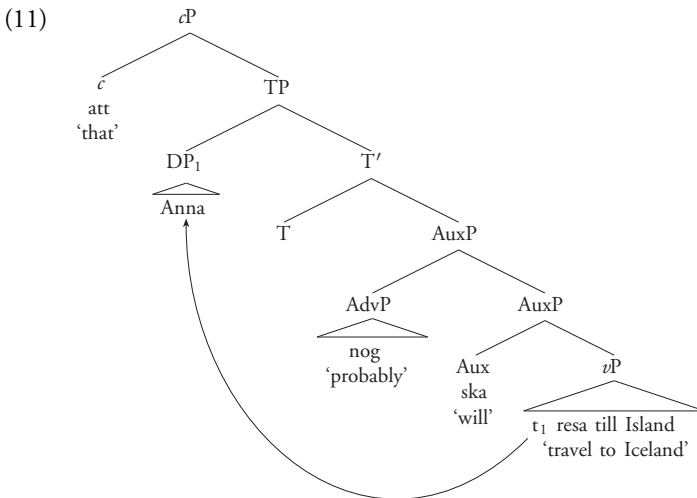 (11)
cP
c
att
‘that’
TP
DP₁
Anna
T′
T
AuxP
AdvP
nog
‘probably’
AuxP
Aux
ska
‘will’
vP
t₁ resa till Island
‘travel to Iceland’